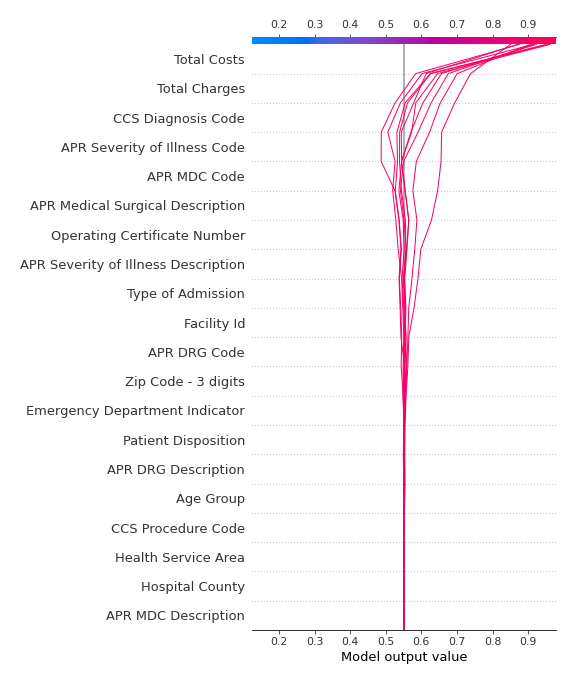 0.2 0.3 0.4 0.5 0.6 0.7 0.8 0.9
Total Costs
Total Charges
CCS Diagnosis Code
APR Severity of Illness Code
APR MDC Code
APR Medical Surgical Description
Operating Certificate Number
APR Severity of Illness Description
Type of Admission
Facility Id
APR DRG Code
Zip Code - 3 digits
Emergency Department Indicator
Patient Disposition
APR DRG Description
Age Group
CCS Procedure Code
Health Service Area
Hospital County
APR MDC Description
0.2 0.3 0.4 0.5 0.6 0.7 0.8 0.9
Model output value